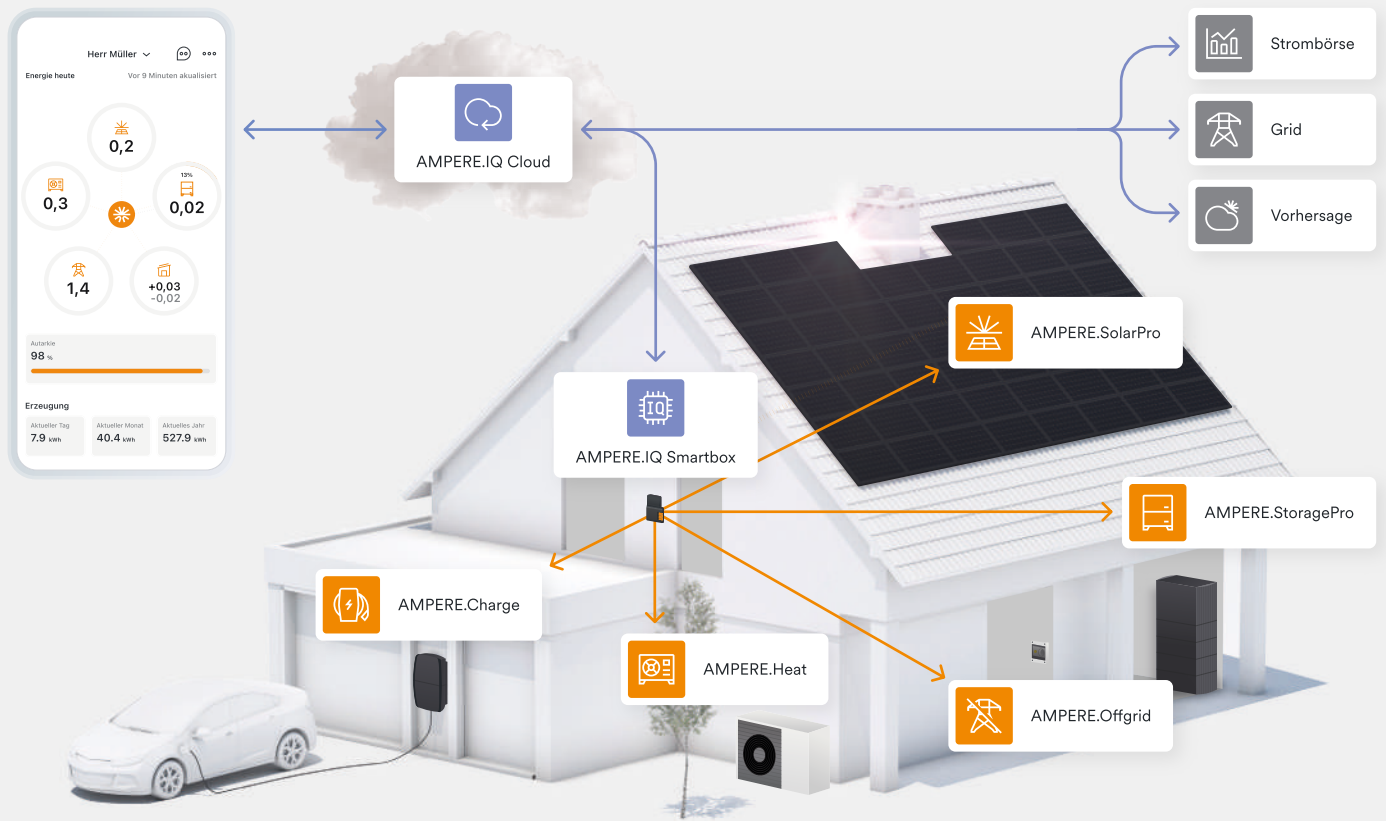 Herr Müller
Energie heute
Vor 9 Minuten akualisiert
0,2
0,3
13%
0,02
1,4
+0,03
-0,02
Autarkie
98 %
Erzeugung
Aktueller Tag
7.9 kWh
Aktueller Monat
40.4 kWh
Aktuelles Jahr
527.9 kWh
AMPERE.IQ Cloud
Strombörse
Grid
Vorhersage
AMPERE.SolarPro
IQ
AMPERE.IQ Smartbox
AMPERE.StoragePro
AMPERE.Charge
AMPERE.Heat
AMPERE.Offgrid